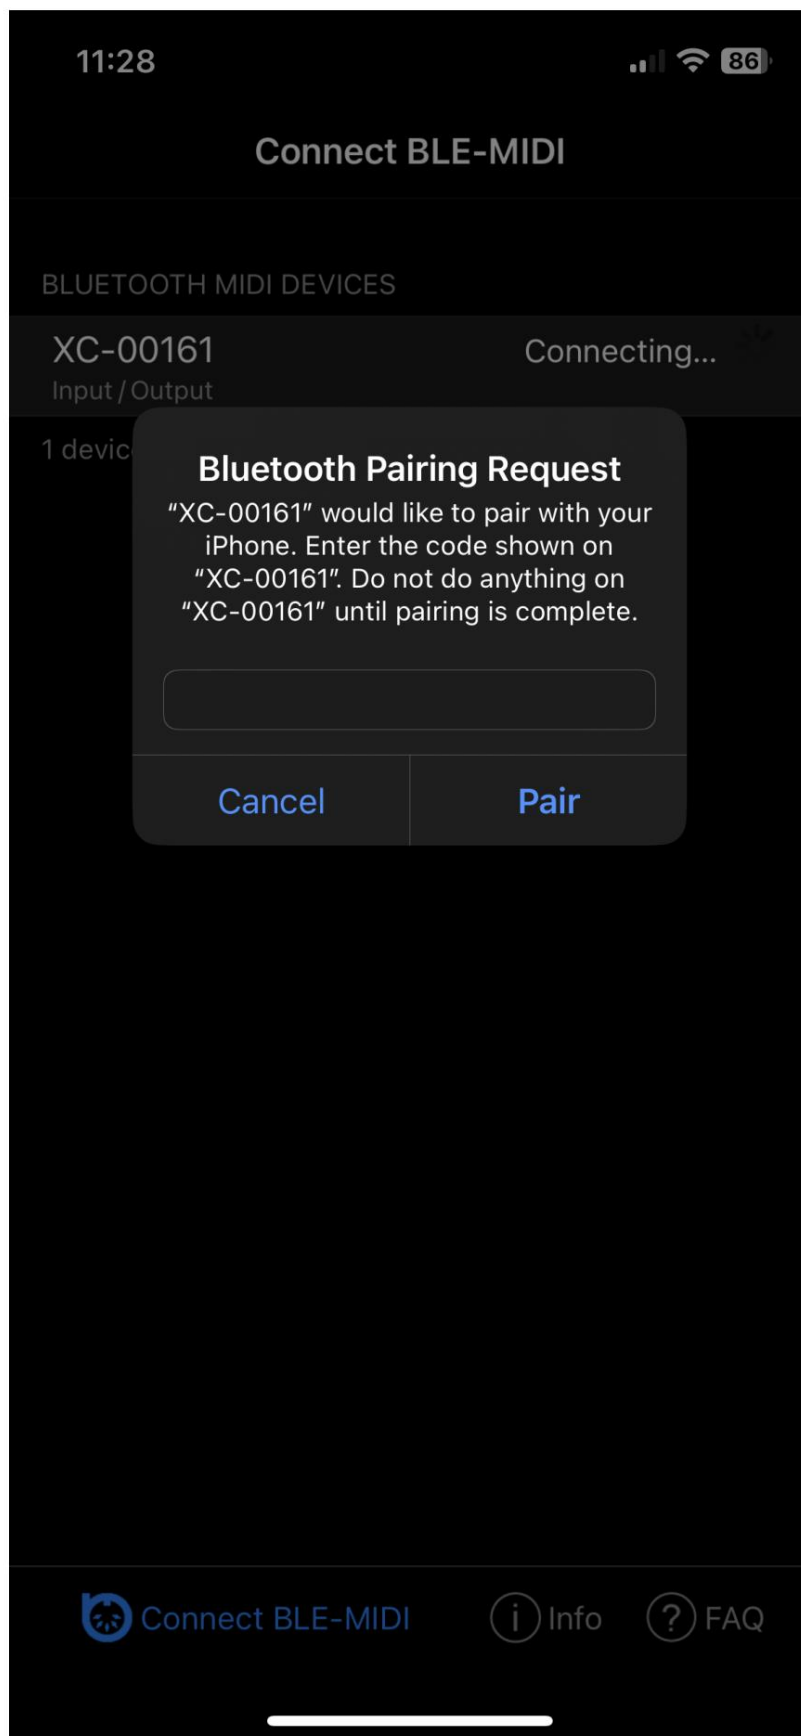 11:28
86
Connect BLE-MIDI
BLUETOOTH MIDI DEVICES
XC-00161
Connecting...
Input / Output
1 devic
Bluetooth Pairing Request
“XC-00161” would like to pair with your
iPhone. Enter the code shown on
“XC-00161”. Do not do anything on
“XC-00161” until pairing is complete.
Cancel
Pair
Connect BLE-MIDI
i Info
? FAQ